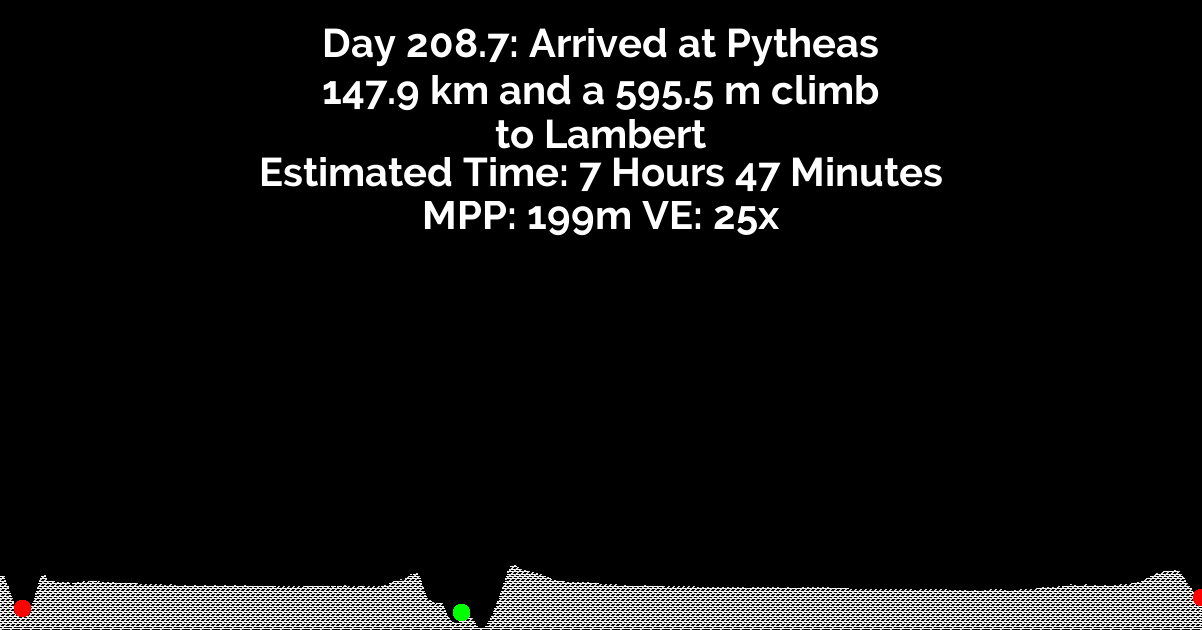 Day 208.7: Arrived at Pytheas
147.9 km and a 595.5 m climb
to Lambert
Estimated Time: 7 Hours 47 Minutes
MPP: 199m VE: 25x